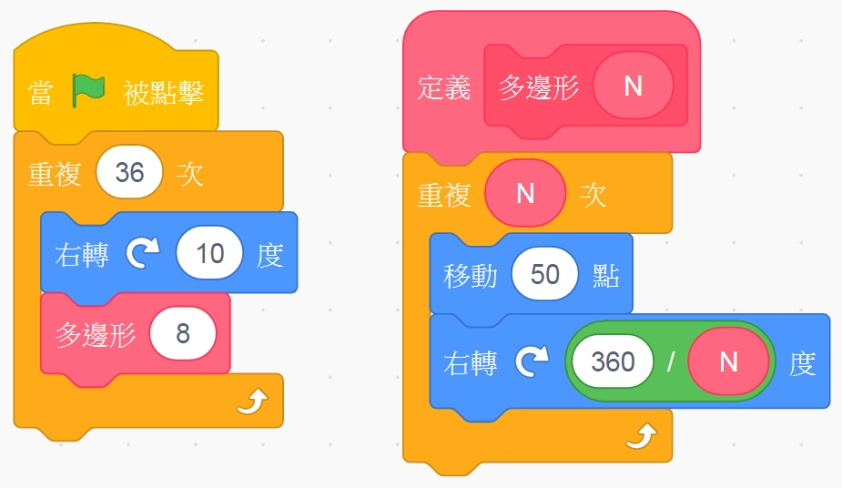 當 被點擊
重複 36 次
右轉 10 度
多邊形 8
定義 多邊形 N
重複 N 次
移動 50 點
右轉 360 / N 度